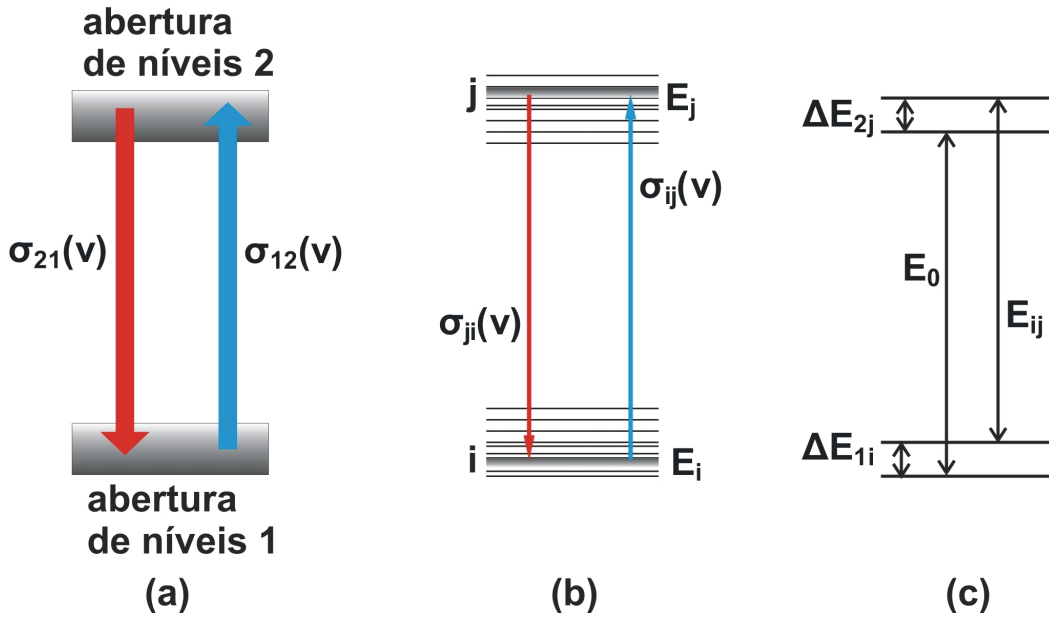 abertura
de níveis 2
σ21(ν)
σ12(ν)
abertura
de níveis 1
(a)
j
Ej
σij(ν)
σji(ν)
i
Ei
(b)
ΔE2j
E0
Eij
ΔE1i
(c)